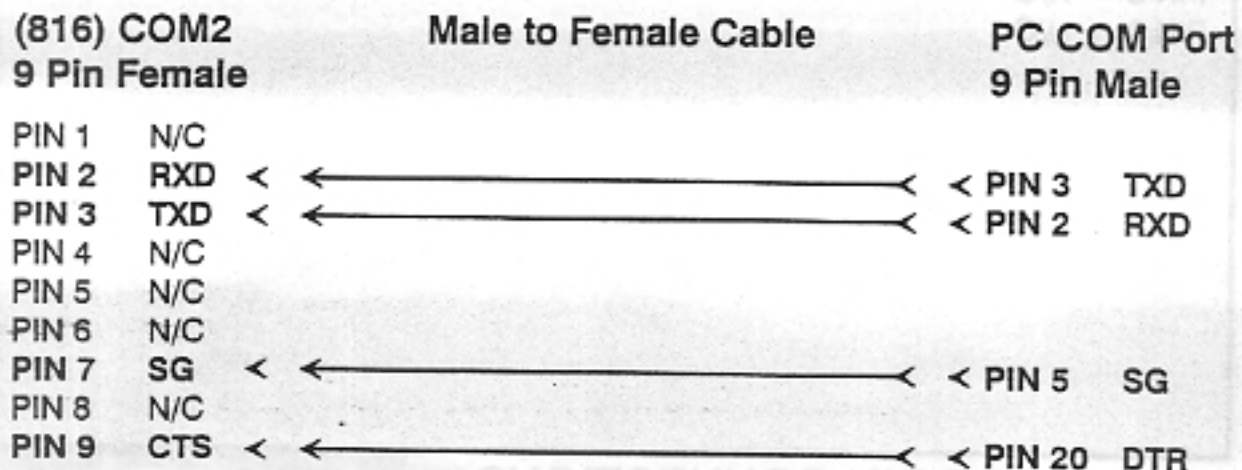 (816) COM2 Male to Female Cable PC COM Port
9 Pin Female 9 Pin Male
PIN 1 N/C
PIN 2 RXD < < PIN 3 TXD
PIN 3 TXD < < PIN 2 RXD
PIN 4 N/C
PIN 5 N/C
PIN 6 N/C
PIN 7 SG < < PIN 5 SG
PIN 8 N/C
PIN 9 CTS < < PIN 20 DTR